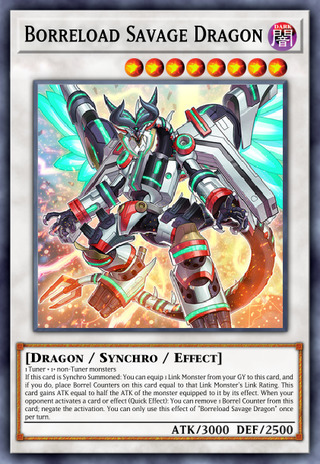 Borreload Savage Dragon
DARK
闇
[Dragon / Synchro / Effect]
1 Tuner + 1+ non-Tuner monsters
If this card is Synchro Summoned: You can equip 1 Link Monster from your GY to this card, and
if you do, place Borrel Counters on this card equal to that Link Monster's Link Rating. This
card gains ATK equal to half the ATK of the monster equipped to it by its effect. When your
opponent activates a card or effect (Quick Effect): You can remove 1 Borrel Counter from this
card; negate the activation. You can only use this effect of "Borreload Savage Dragon" once
per turn.
ATK/3000 DEF/2500